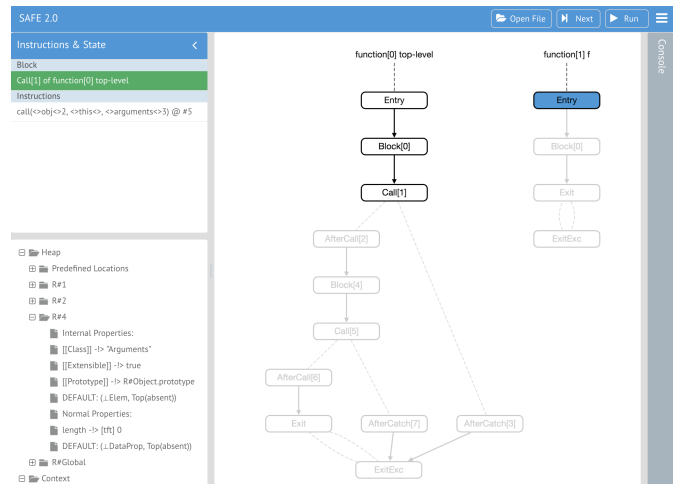 SAFE 2.0
Open File
Next
Run
Instructions & State
<
Block
Call[1] of function[0] top-level
Instructions
call(<>obj<>2, <>this<>, <>arguments<>3) @ #5
Heap
Predefined Locations
R#1
R#2
R#4
Internal Properties:
[[Class]] -!> "Arguments"
[[Extensible]] -!> true
[[Prototype]] -!> R#Object.prototype
DEFAULT: (⊥Elem, Top(absent))
Normal Properties:
length -!> [tft] 0
DEFAULT: (⊥DataProp, Top(absent))
R#Global
Context
function[0] top-level
Entry
Block[0]
Call[1]
AfterCall[2]
Block[4]
Call[5]
AfterCall[6]
Exit
AfterCatch[7]
AfterCatch[3]
ExitExc
function[1] f
Entry
Block[0]
Exit
ExitExc
Console